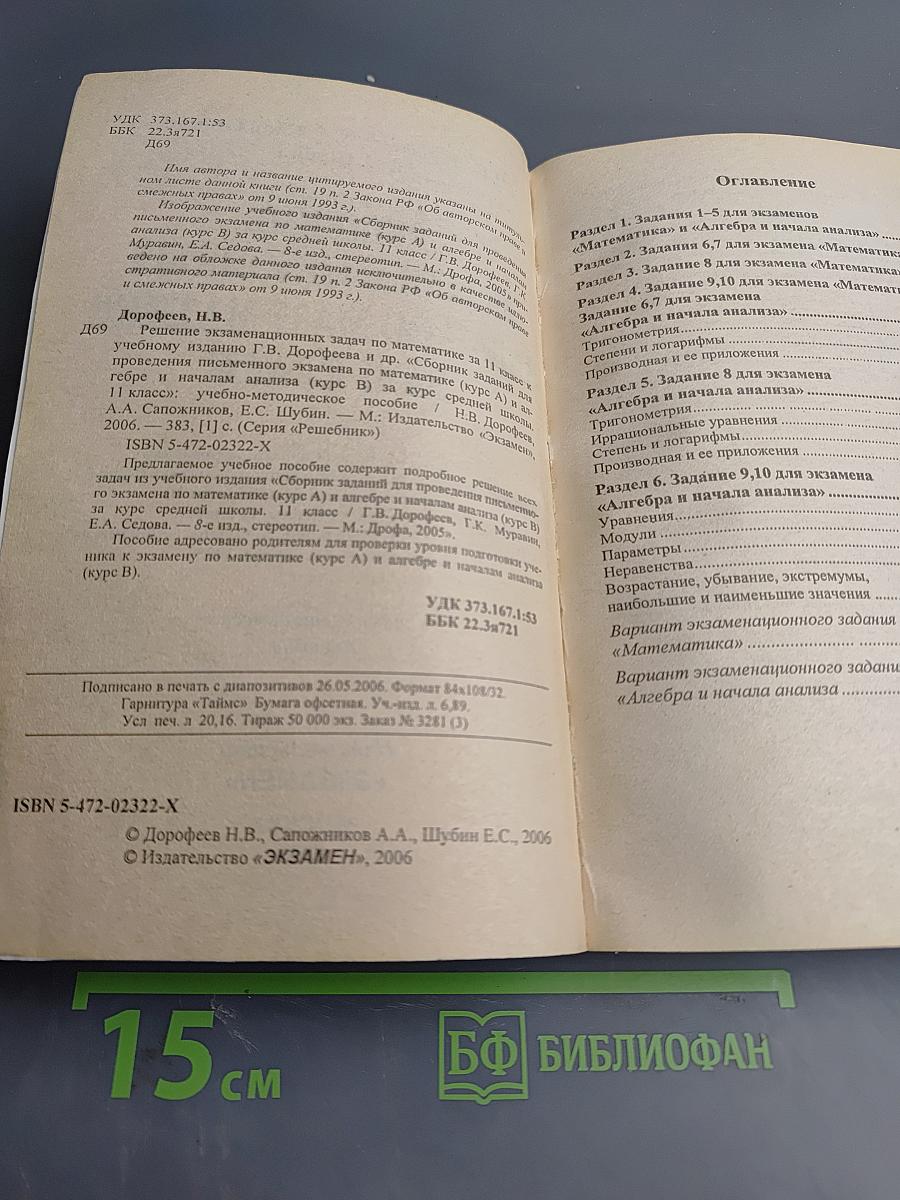 УДК 373.167.1:53
ББК 22.3я721
Д69
Имя автора и название цитируемого издания указаны на титуль-
ном листе данной книги (ст. 19 п. 2 Закона РФ «Об авторском праве и
смежных правах» от 9 июня 1993 г.).
Изображение учебного издания «Сборник заданий для проведения
письменного экзамена по математике (курс А) и алгебре и началам
анализа (курс В) за курс средней школы. 11 класс / Г.В. Дорофеев, Г.К.
Муравин, Е.А. Седова. — 8-е изд., стереотип. — М.: Дрофа, 2005» при-
ведено на обложке данного издания исключительно в качестве иллю-
стративного материала (ст. 19 п. 2 Закона РФ «Об авторском праве
и смежных правах» от 9 июня 1993 г.).
Дорофеев, Н.В.
Д69 Решение экзаменационных задач по математике за 11 класс к
учебному изданию Г.В. Дорофеева и др. «Сборник заданий для
проведения письменного экзамена по математике (курс А) и ал-
гебре и началам анализа (курс В) за курс средней школы.
11 класс»: учебно-методическое пособие / Н.В. Дорофеев,
А.А. Сапожников, Е.С. Шубин. — М.: Издательство «Экзамен»,
2006. — 383, [1] с. (Серия «Решебник»)
ISBN 5-472-02322-X
Предлагаемое учебное пособие содержит подробное решение всех
задач из учебного издания «Сборник заданий для проведения письменно-
го экзамена по математике (курс А) и алгебре и началам анализа (курс В)
за курс средней школы. 11 класс / Г.В. Дорофеев, Г.К. Муравин,
Е.А. Седова. — 8-е изд., стереотип. — М.: Дрофа, 2005».
Пособие адресовано родителям для проверки уровня подготовки уче-
ника к экзамену по математике (курс А) и алгебре и началам анализа
(курс В).
УДК 373.167.1:53
ББК 22.3я721
Подписано в печать с диапозитивов 26.05.2006. Формат 84х108/32.
Гарнитура «Таймс» Бумага офсетная. Уч.-изд. л. 6,89.
Усл печ. л 20,16. Тираж 50 000 экз. Заказ № 3281 (3)
ISBN 5-472-02322-X
© Дорофеев Н.В., Сапожников А.А., Шубин Е.С., 2006
© Издательство «ЭКЗАМЕН», 2006
Оглавление
Раздел 1. Задания 1–5 для экзаменов
«Математика» и «Алгебра и начала анализа» .....
Раздел 2. Задания 6,7 для экзамена «Математика
Раздел 3. Задание 8 для экзамена «Математика»
Раздел 4. Задание 9,10 для экзамена «Матемaти
Задание 6,7 для экзамена
«Алгебра и начала анализа» ..........
Тригонометрия..........
Степени и логарифмы ..........
Производная и ее приложения ..........
Раздел 5. Задание 8 для экзамена
«Алгебра и начала анализа» ..........
Тригонометрия..........
Иррациональные уравнения ..........
Степень и логарифмы..........
Производная и ее приложения ..........
Раздел 6. Задание 9,10 для экзамена
«Алгебра и начала анализа» ..........
Уравнения..........
Модули ..........
Параметры..........
Неравенства..........
Возрастание, убывание, экстремумы,
наибольшие и наименьшие значения .....
Вариант экзаменационного задания
«Математика» ..........
Вариант экзаменационного задани
«Алгебра и начала анализа ..........
15 см
БФ БИБЛИОФАН